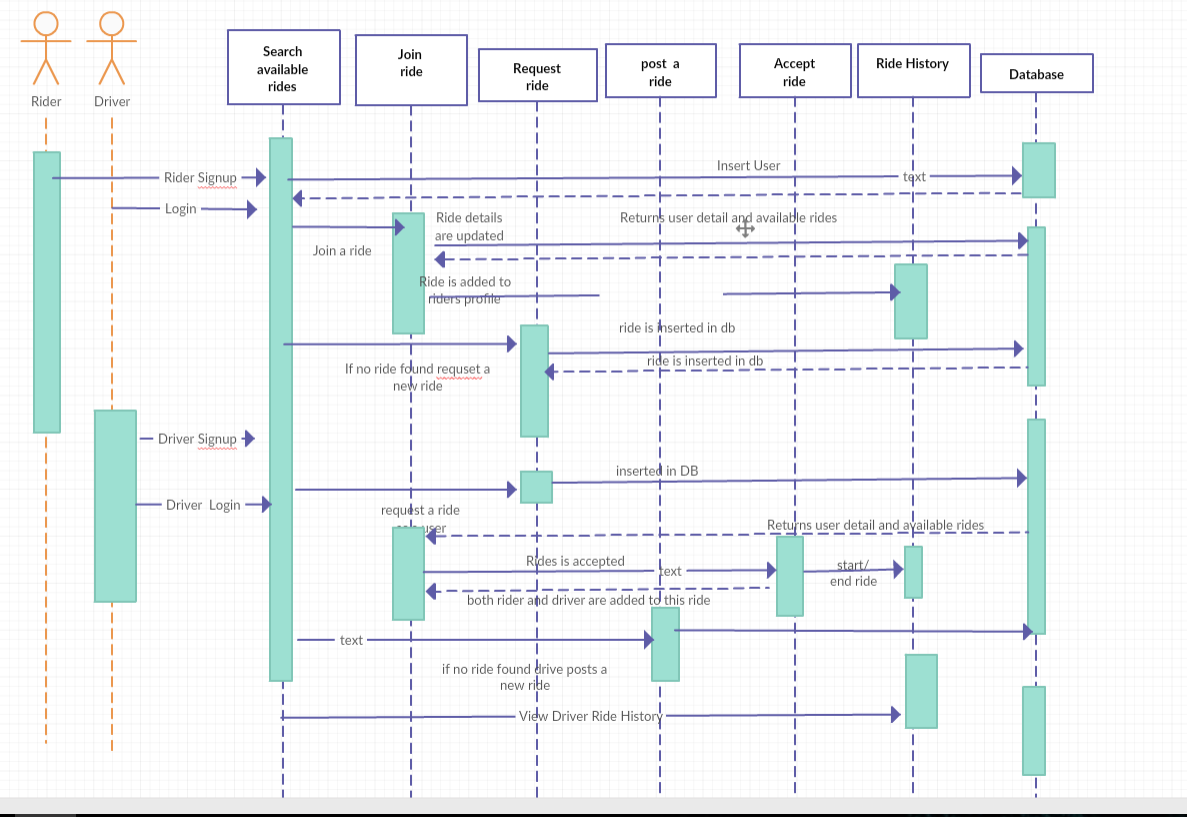 Search
available
rides
Join
ride
Request
ride
post a
ride
Accept
ride
Ride History
Database
Rider
Driver
Rider Signup
Insert User
text
Login
Ride details
are updated
Returns user detail and available rides
Join a ride
Ride is added to
riders profile
ride is inserted in db
ride is inserted in db
If no ride found requset a
new ride
Driver Signup
inserted in DB
Driver Login
request a ride
user
Returns user detail and available rides
Rides is accepted
text
start/
end ride
both rider and driver are added to this ride
text
if no ride found drive posts a
new ride
View Driver Ride History